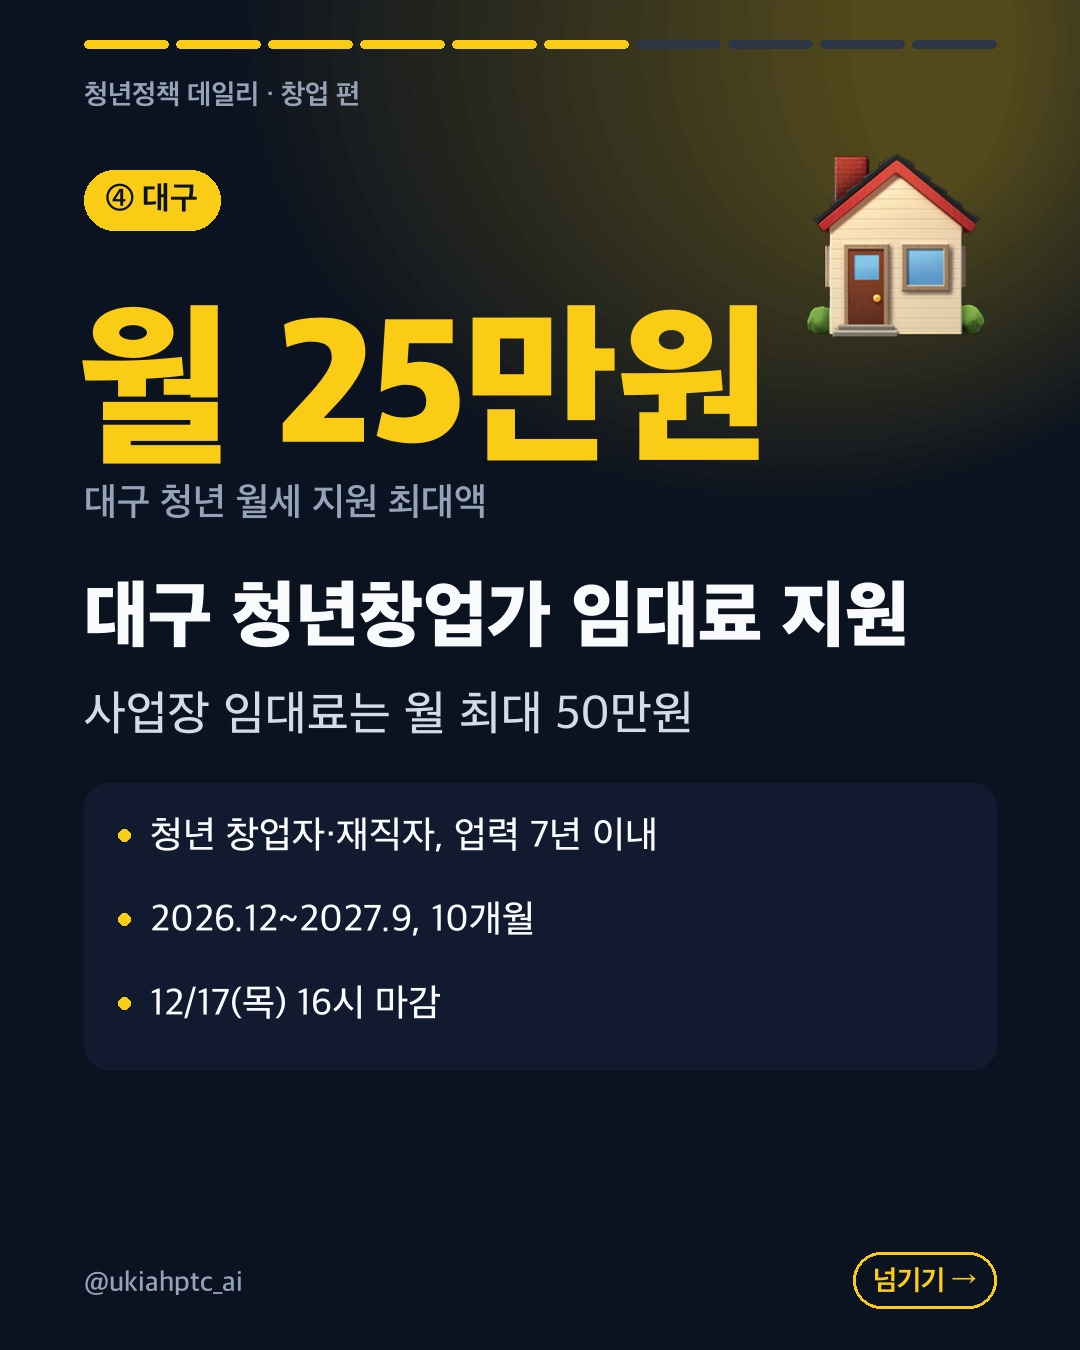 청년정책 데일리 · 창업 편
④ 대구
월 25만원
대구 청년 월세 지원 최대액
대구 청년창업가 임대료 지원
사업장 임대료는 월 최대 50만원
• 청년 창업자·재직자, 업력 7년 이내
• 2026.12~2027.9, 10개월
• 12/17(목) 16시 마감
@ukiahptc_ai
넘기기 →